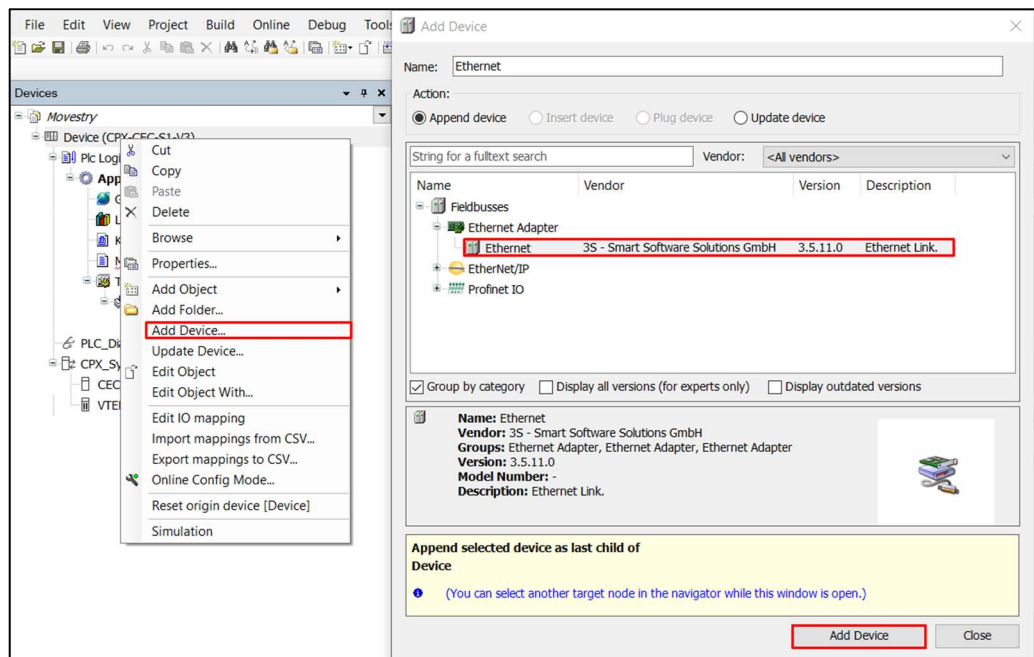 File Edit View Project Build Online Debug Tools
Devices
Movestry
Device (CPX-CEC-S1-V3)
Plc Logi
App
G
L
K
M
T
PLC_Di
CPX_Sy
CEC
VTEM
Cut
Copy
Paste
Delete
Browse
Properties...
Add Object
Add Folder...
Add Device...
Update Device...
Edit Object
Edit Object With...
Edit IO mapping
Import mappings from CSV...
Export mappings to CSV...
Online Config Mode...
Reset origin device [Device]
Simulation
Add Device
Name: Ethernet
Action:
Append device Insert device Plug device Update device
String for a fulltext search Vendor: <All vendors>
Name Vendor Version Description
Fieldbusses
Ethernet Adapter
Ethernet 3S - Smart Software Solutions GmbH 3.5.11.0 Ethernet Link.
EtherNet/IP
Profinet IO
Group by category Display all versions (for experts only) Display outdated versions
Name: Ethernet
Vendor: 3S - Smart Software Solutions GmbH
Groups: Ethernet Adapter, Ethernet Adapter, Ethernet Adapter
Version: 3.5.11.0
Model Number: -
Description: Ethernet Link.
Append selected device as last child of
Device
(You can select another target node in the navigator while this window is open.)
Add Device Close